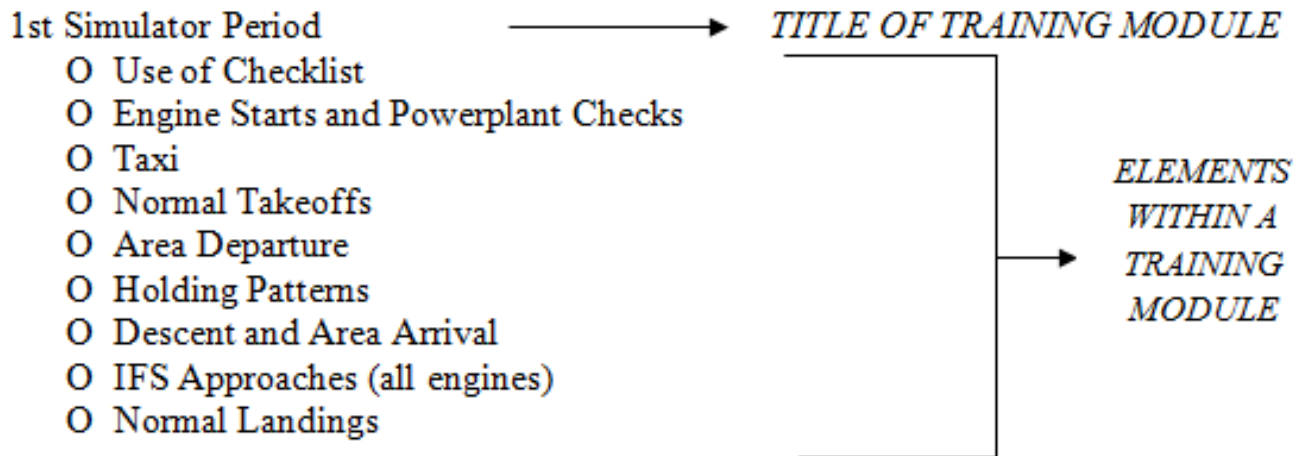 1st Simulator Period
TITLE OF TRAINING MODULE
O Use of Checklist
O Engine Starts and Powerplant Checks
O Taxi
O Normal Takeoffs
O Area Departure
O Holding Patterns
O Descent and Area Arrival
O IFS Approaches (all engines)
O Normal Landings
ELEMENTS
WITHIN A
TRAINING
MODULE